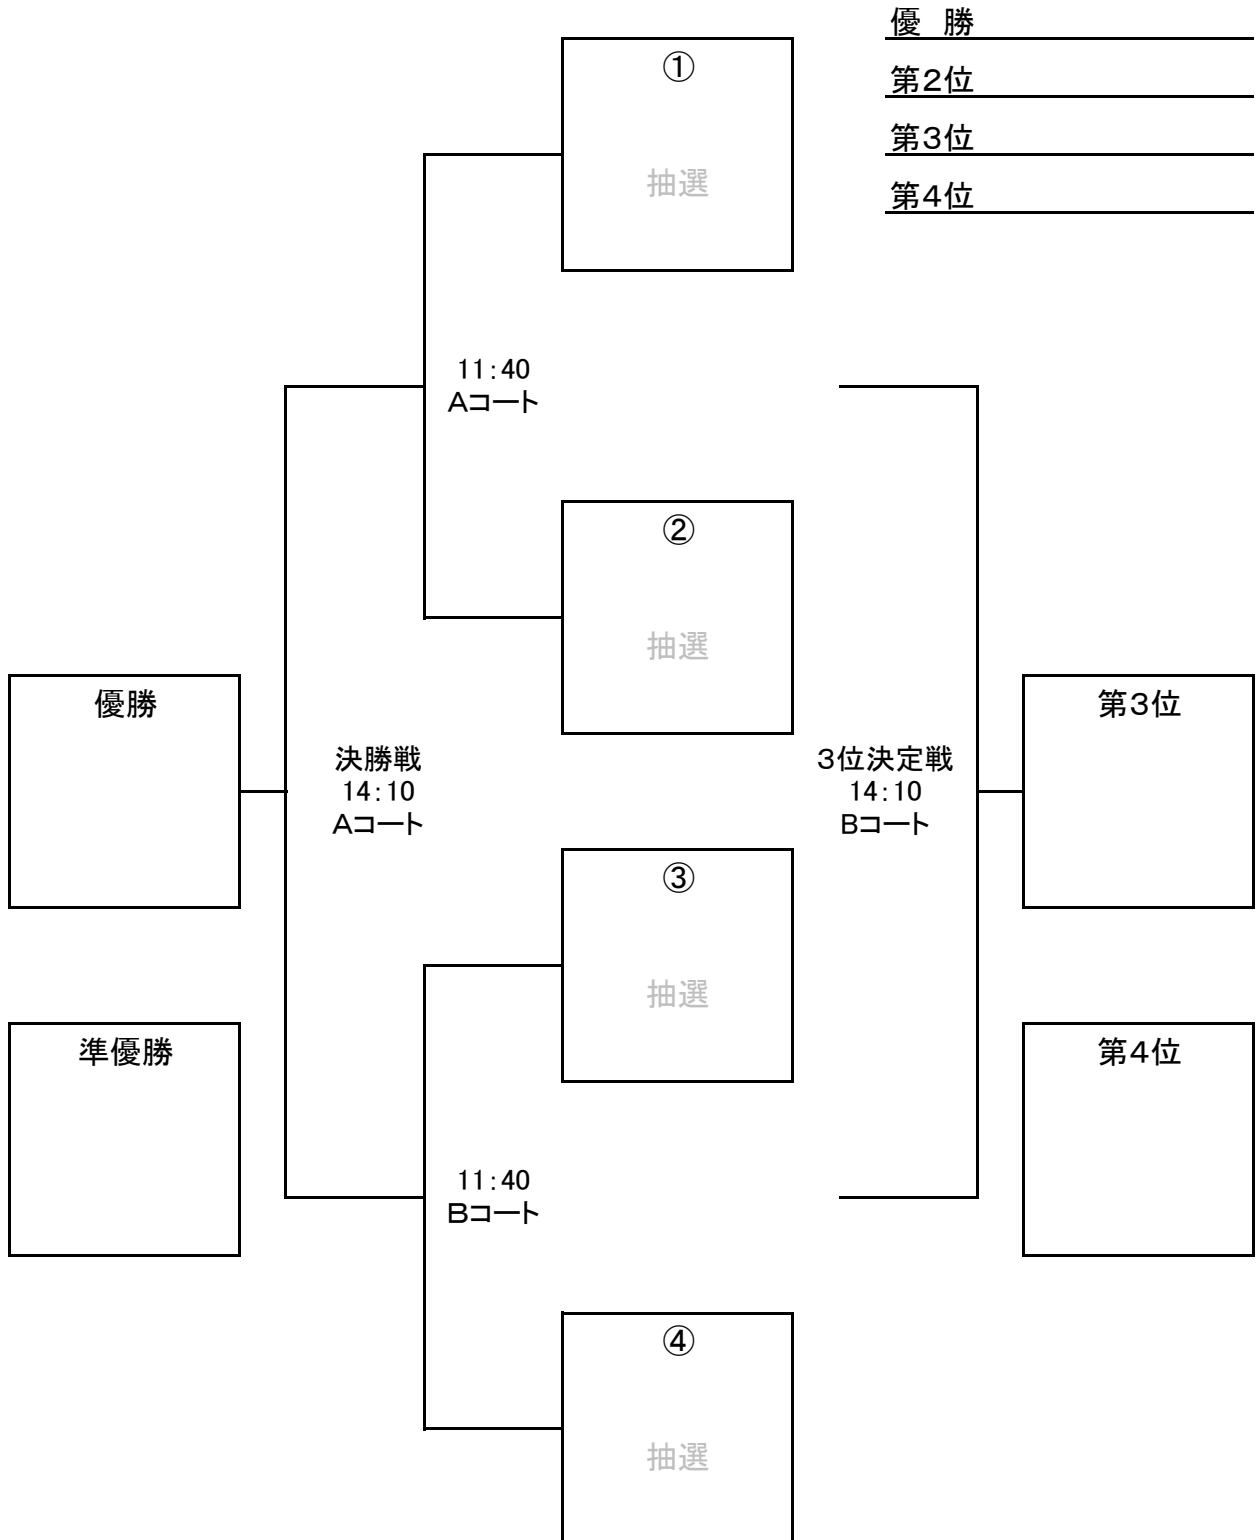 優　勝
第２位
第３位
第４位
①
抽選
11：40
Aコート
②
抽選
優勝
決勝戦
14：10
Aコート
３位決定戦
14：10
Bコート
第３位
③
抽選
準優勝
第４位
11：40
Bコート
④
抽選